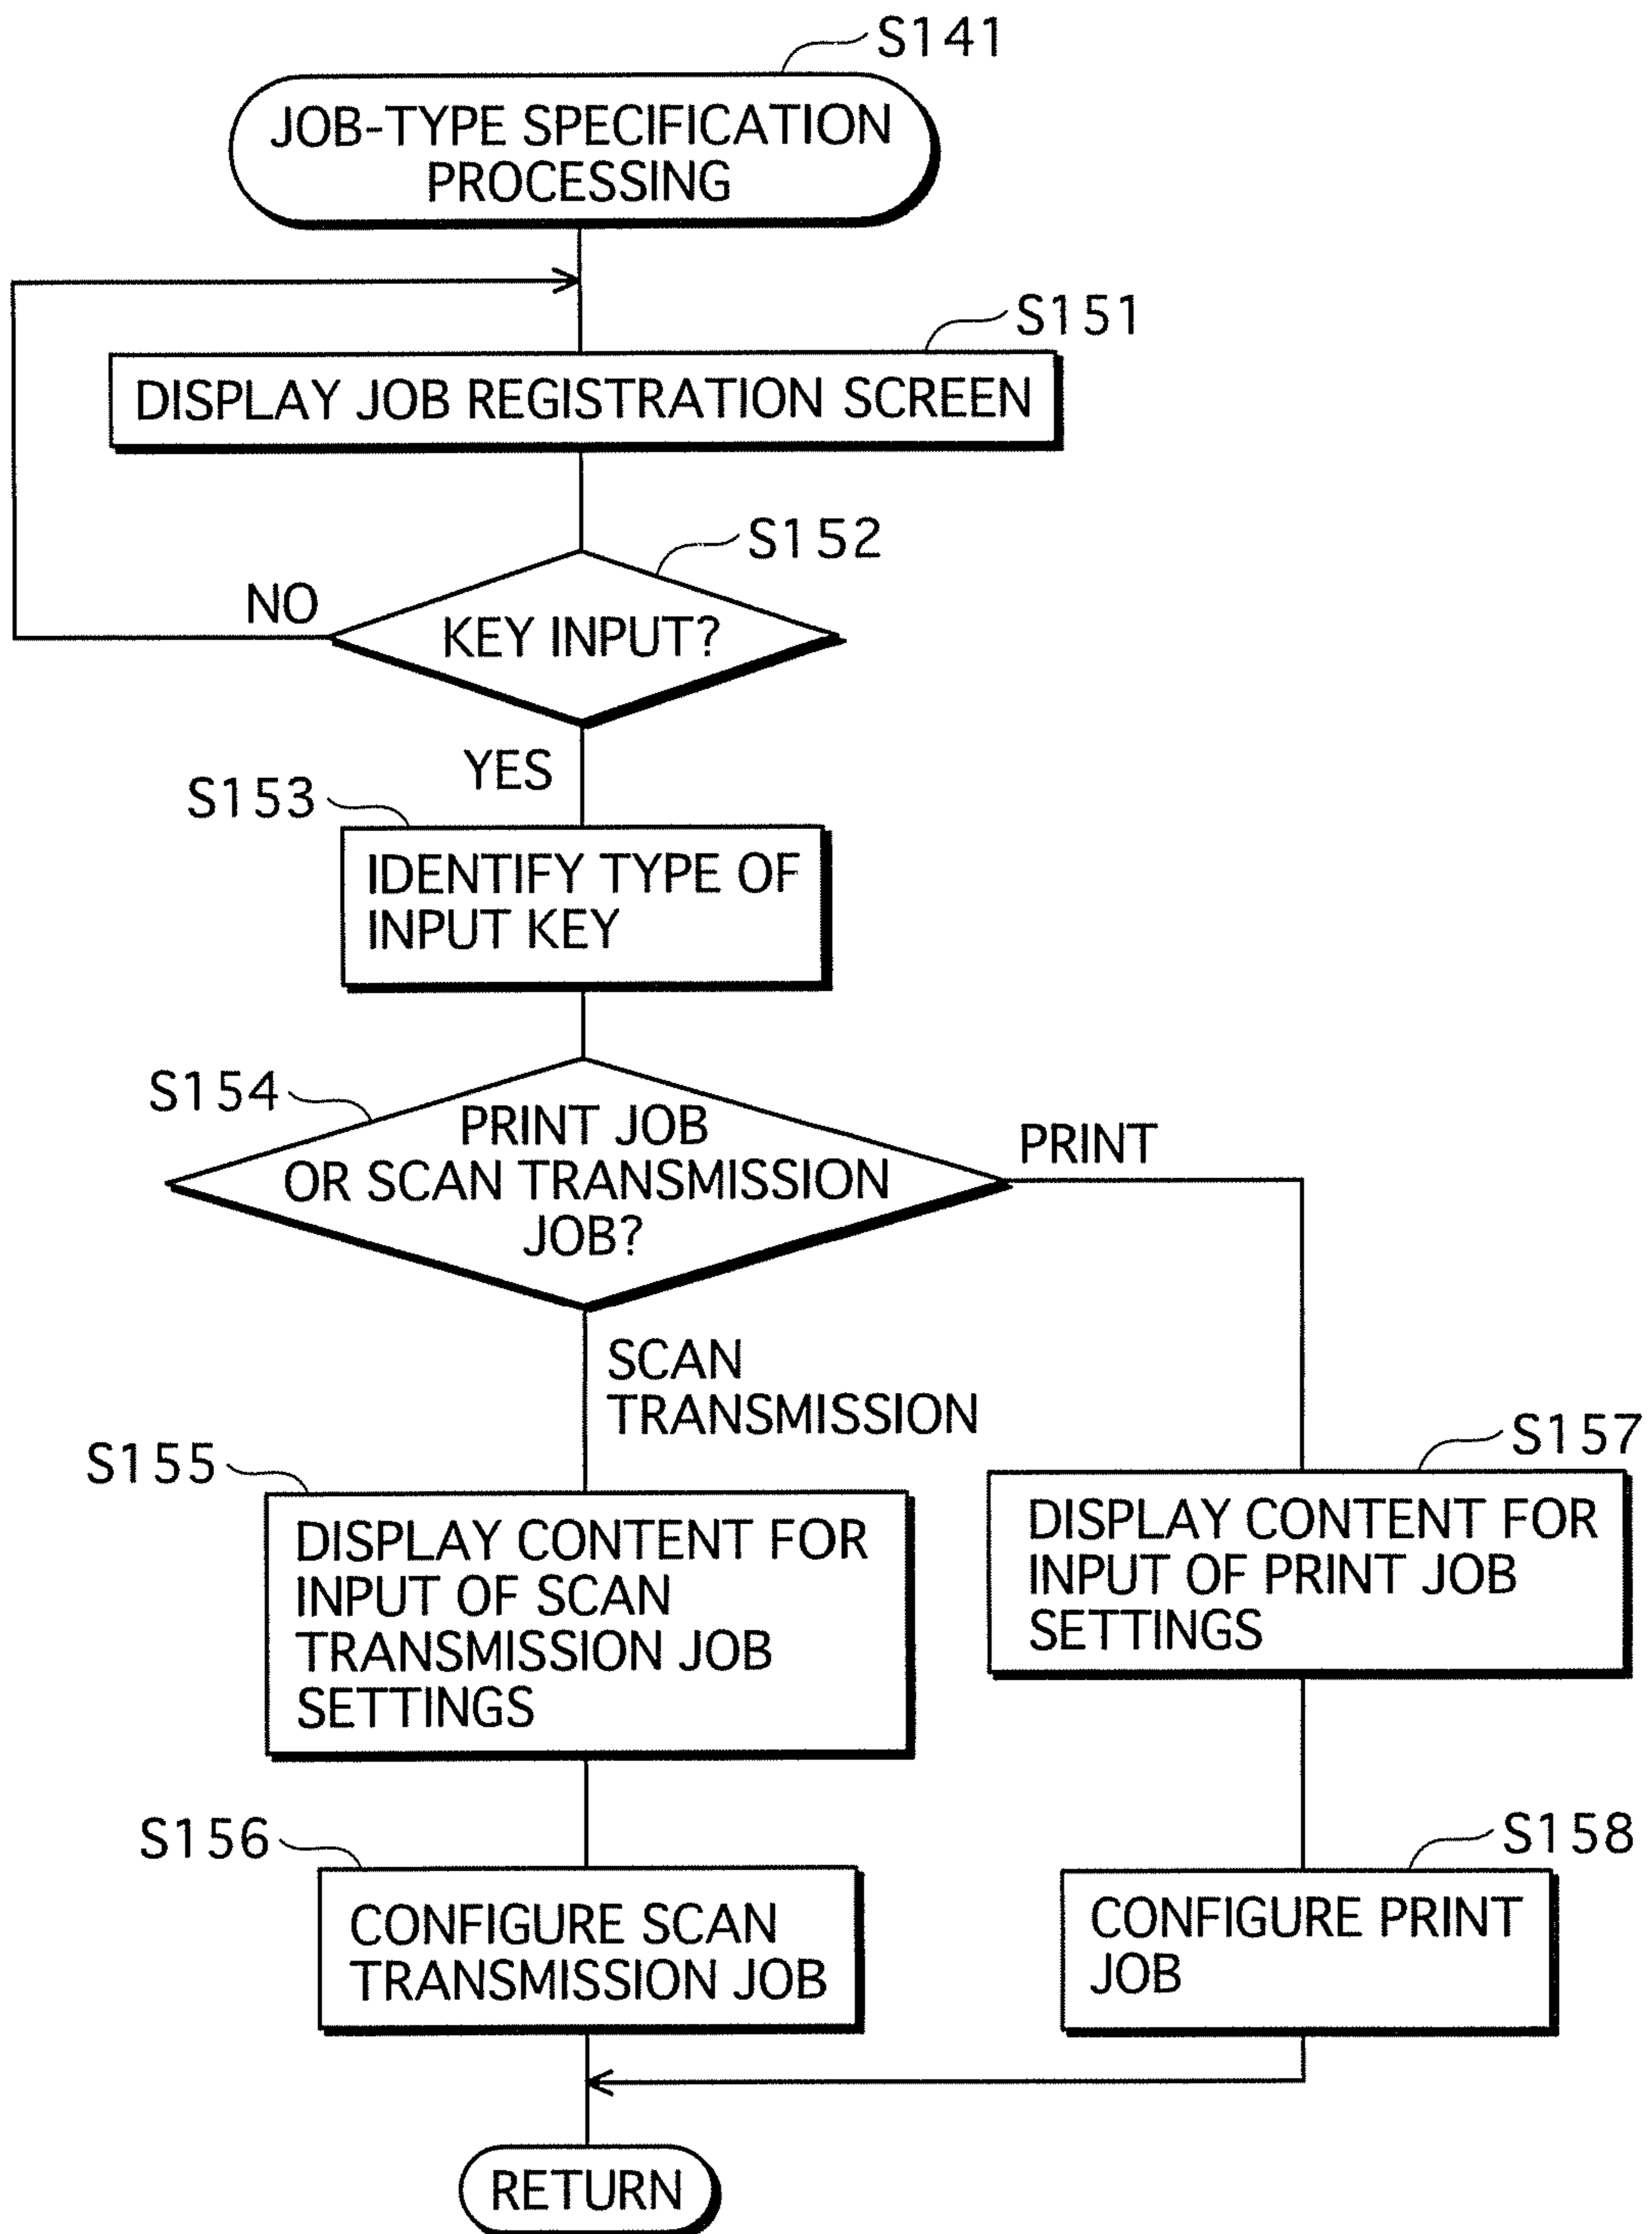 S141
JOB-TYPE SPECIFICATION
PROCESSING
S151
DISPLAY JOB REGISTRATION SCREEN
S152
NO
KEY INPUT?
YES
S153
IDENTIFY TYPE OF
INPUT KEY
S154
PRINT JOB
OR SCAN TRANSMISSION
JOB?
PRINT
SCAN
TRANSMISSION
S155
DISPLAY CONTENT FOR
INPUT OF SCAN
TRANSMISSION JOB
SETTINGS
S157
DISPLAY CONTENT FOR
INPUT OF PRINT JOB
SETTINGS
S156
CONFIGURE SCAN
TRANSMISSION JOB
S158
CONFIGURE PRINT
JOB
RETURN